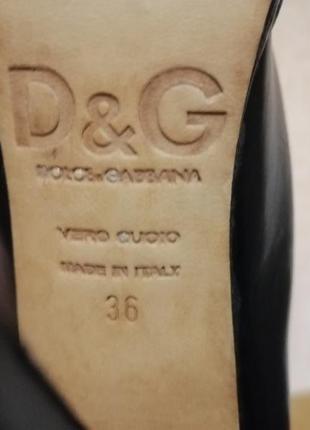 D&G
DOLCE & GABBANA
VERO CUOIO
MADE IN ITALY
36